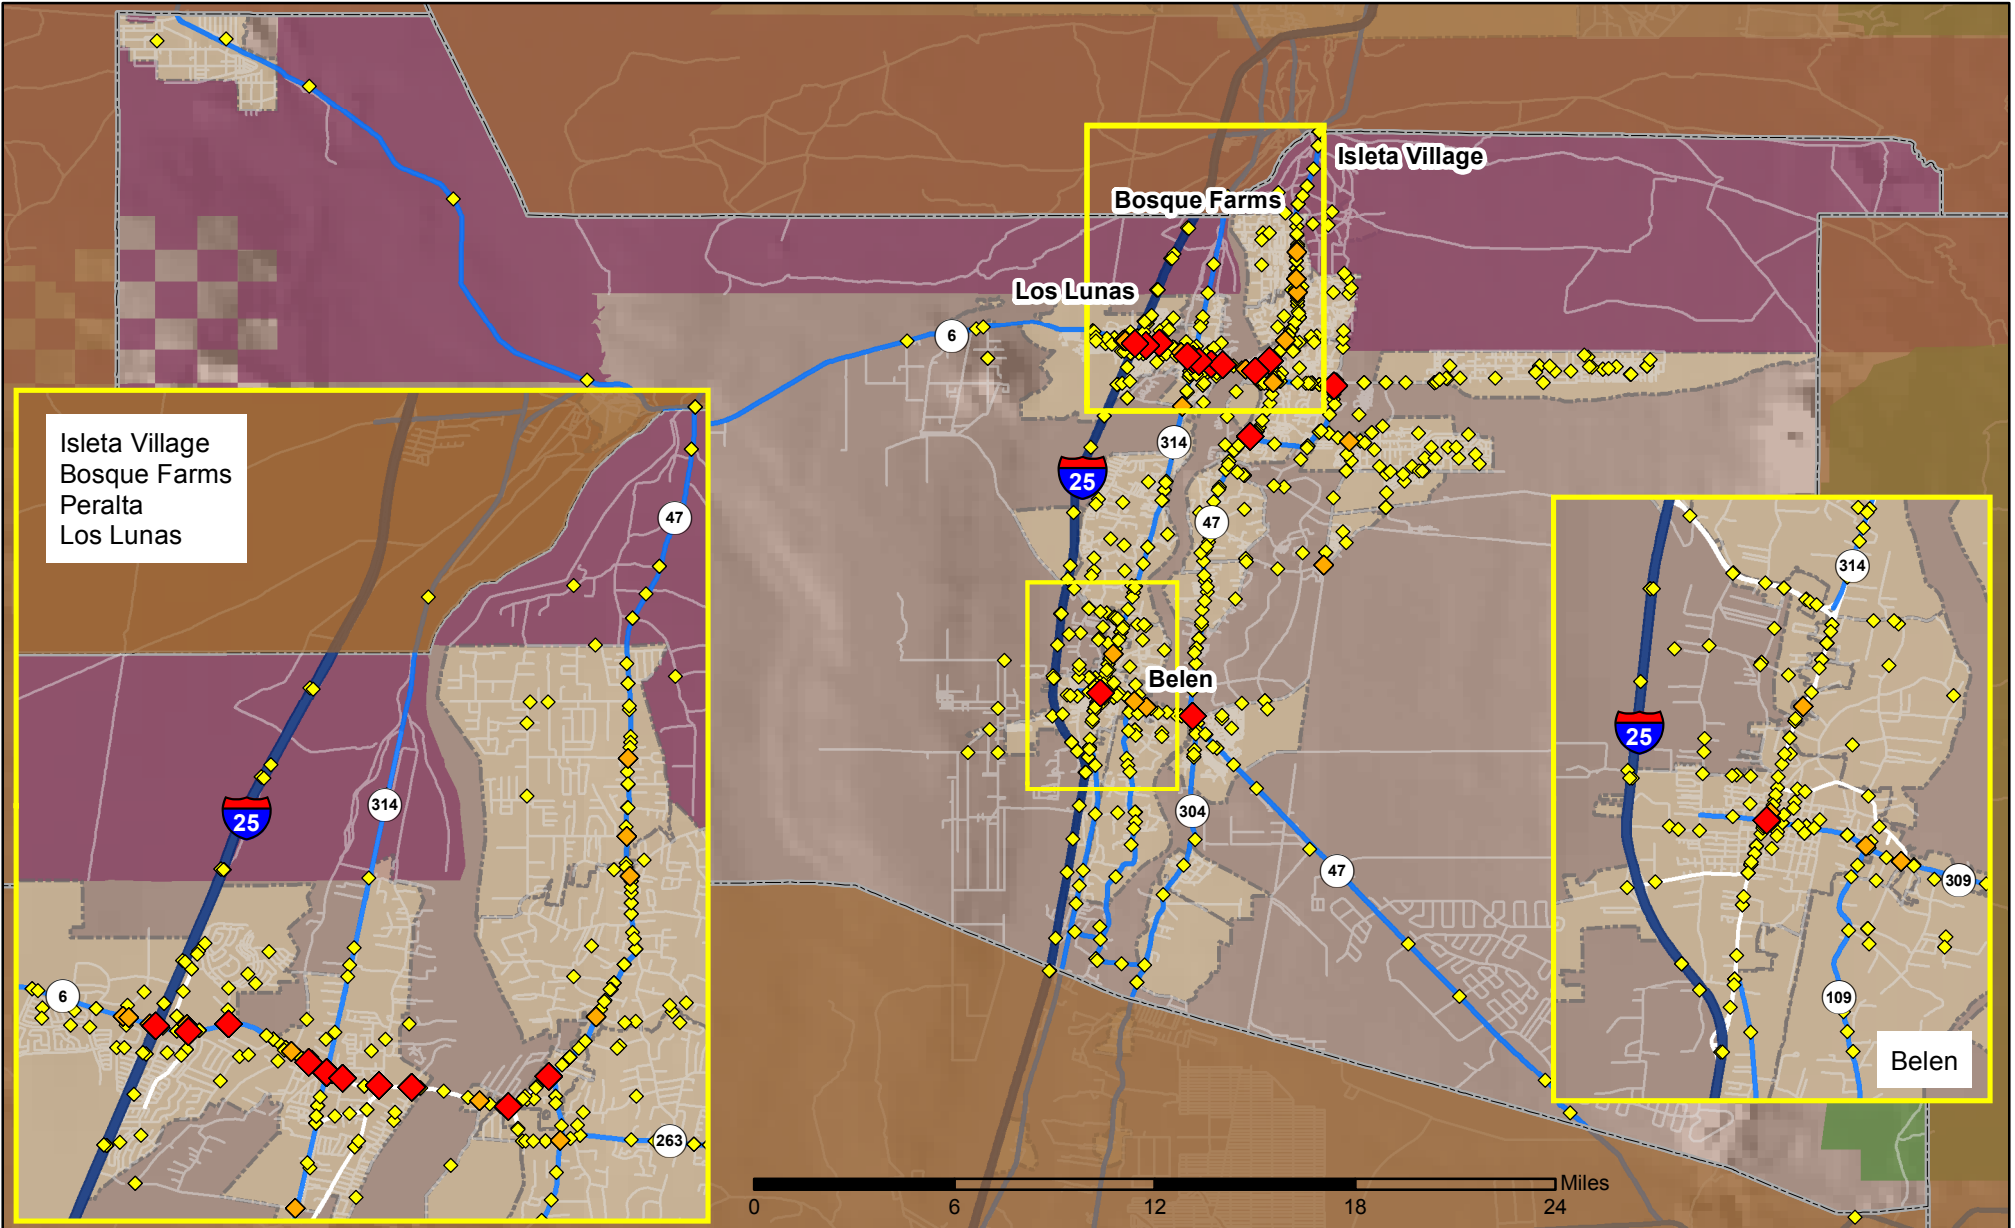 Isleta Village
Bosque Farms
Los Lunas
6
314
25
47
Belen
304
47
Isleta Village
Bosque Farms
Peralta
Los Lunas
47
25
314
6
263
314
25
309
109
Belen
Miles
0
6
12
18
24